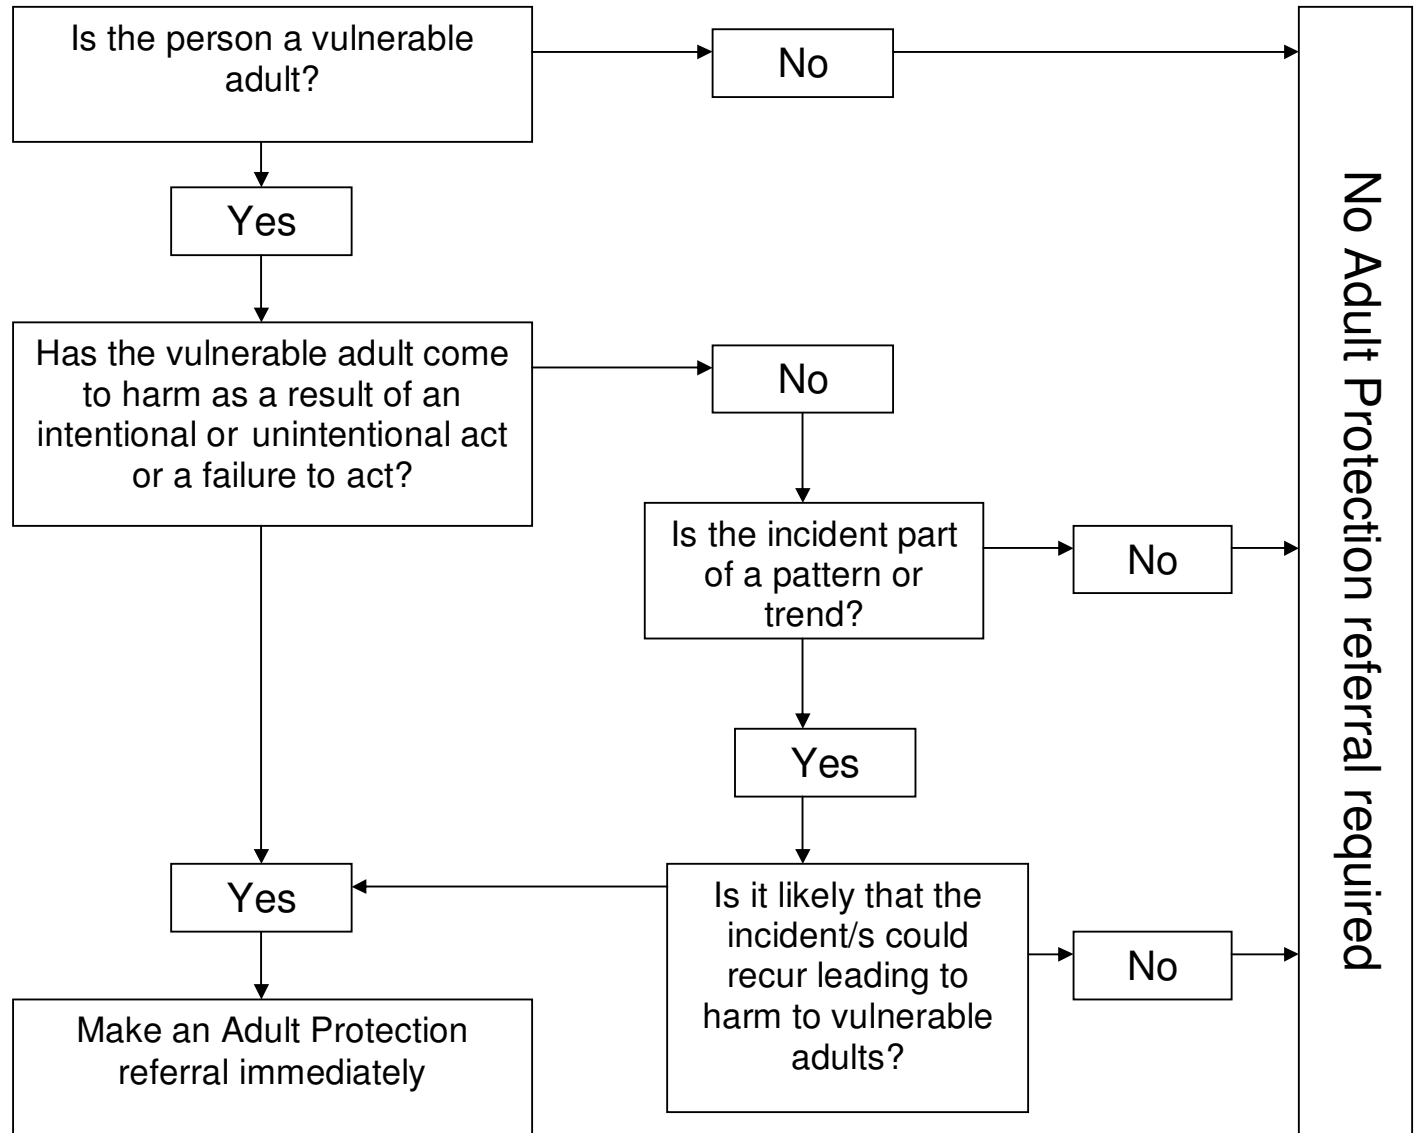 Is the person a vulnerable
adult?
No
Yes
Has the vulnerable adult come
to harm as a result of an
intentional or unintentional act
or a failure to act?
No
Is the incident part
of a pattern or
trend?
No
Yes
Yes
Is it likely that the
incident/s could
recur leading to
harm to vulnerable
adults?
No
Make an Adult Protection
referral immediately
No Adult Protection referral required